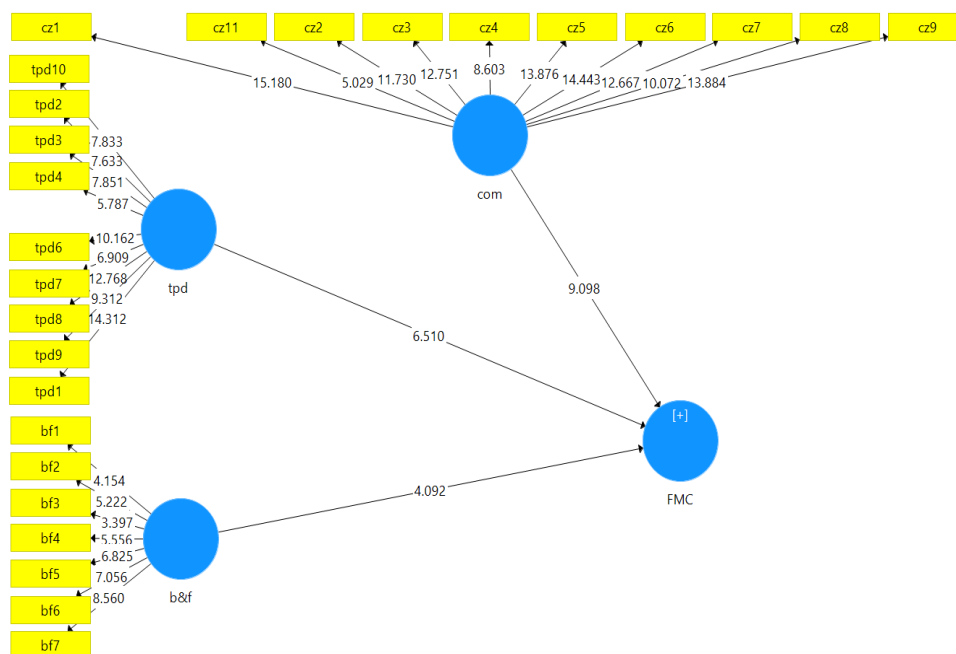 cz1
cz11
cz2
cz3
cz4
cz5
cz6
cz7
cz8
cz9
15.180
5.029
11.730
12.751
8.603
13.876
14.443
12.667
10.072
13.884
com
tpd10
tpd2
tpd3
tpd4
tpd6
tpd7
tpd8
tpd9
tpd1
7.833
7.633
7.851
5.787
10.162
6.909
12.768
9.312
14.312
tpd
9.098
6.510
4.092
[+]
FMC
bf1
bf2
bf3
bf4
bf5
bf6
bf7
4.154
5.222
3.397
5.556
6.825
7.056
8.560
b&f